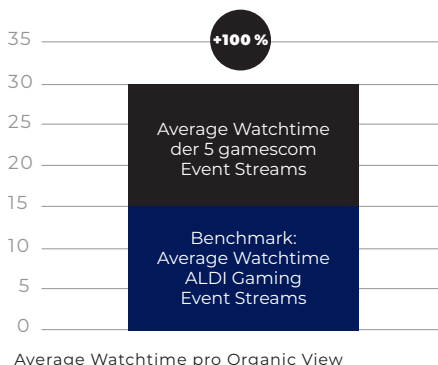 +100 %
35
30
25
20
15
10
5
0
Average Watchtime
der 5 gamescom
Event Streams
Benchmark:
Average Watchtime
ALDI Gaming
Event Streams
Average Watchtime pro Organic View